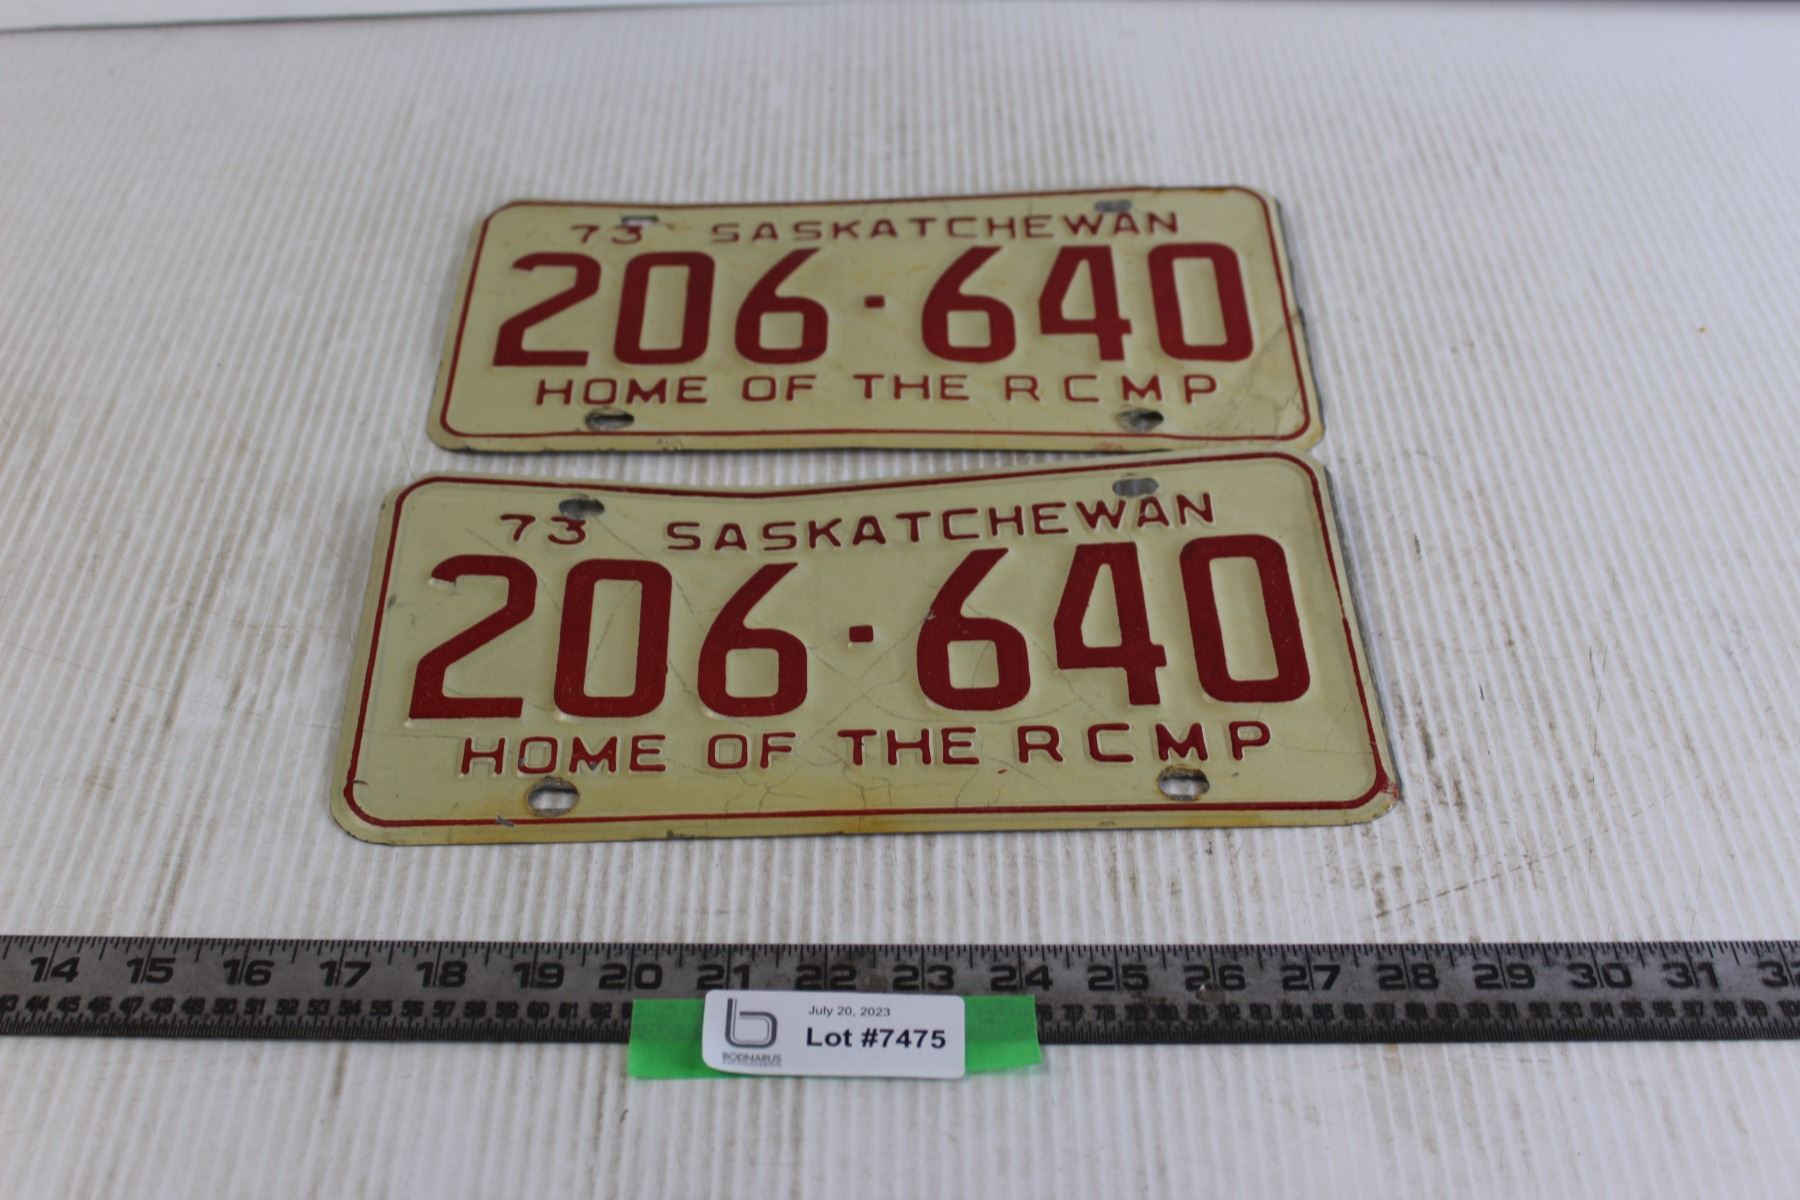 73 SASKATCHEWAN
206·640
HOME OF THE RCMP
73 SASKATCHEWAN
206·640
HOME OF THE RCMP
14 15 16 17 18 19 20 21 22 23 24 25 26 27 28 29 30 31 32
July 20, 2023
Lot #7475
BODNARUS